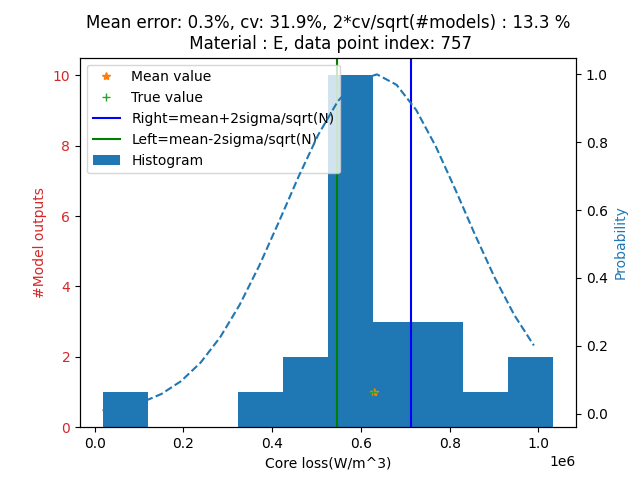 Mean error: 0.3%, cv: 31.9%, 2*cv/sqrt(#models) : 13.3 %
Material : E, data point index: 757
Mean value
True value
Right=mean+2sigma/sqrt(N)
Left=mean-2sigma/sqrt(N)
Histogram
#Model outputs
10
8
6
4
2
0
1.0
0.8
0.6
0.4
0.2
0.0
Probability
0.0 0.2 0.4 0.6 0.8 1.0
1e6
Core loss(W/m^3)